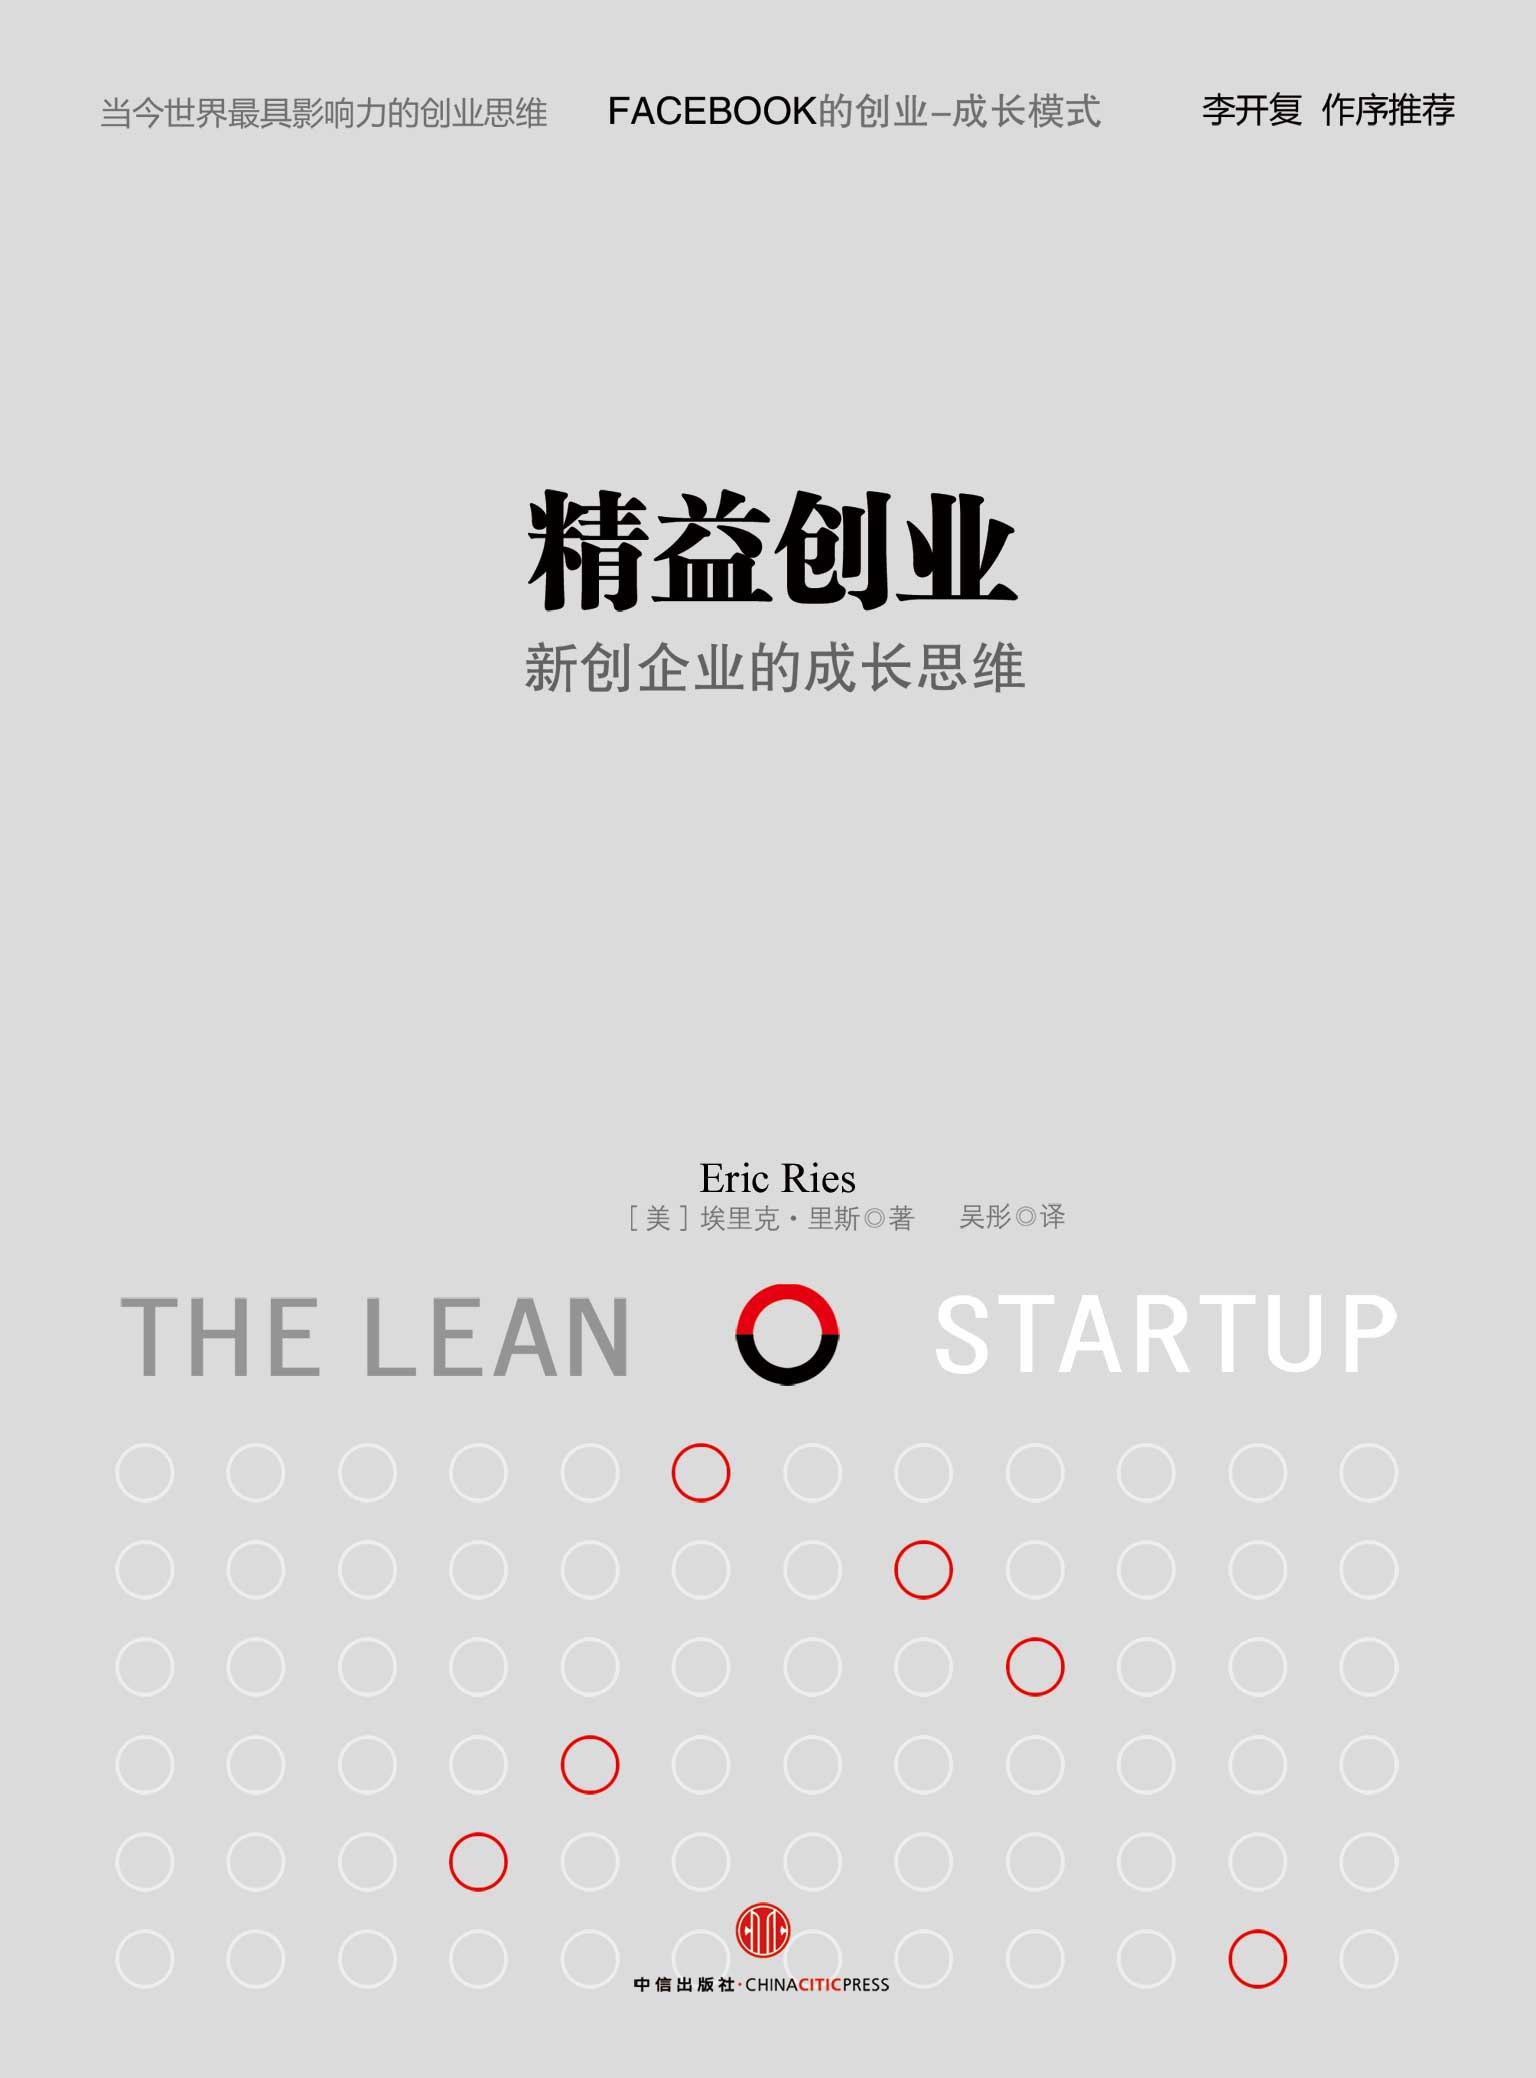 当今世界最具影响力的创业思维 FACEBOOK的创业-成长模式 李开复 作序推荐
精益创业
新创企业的成长思维
Eric Ries
[美]埃里克·里斯◎著 吴彤◎译
THE LEAN STARTUP
中信出版社·CHINACITICPRESS